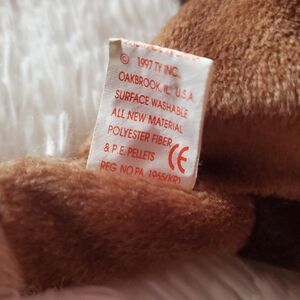 © 1997 TY INC.
OAKBROOK, IL. U.S.A.
SURFACE WASHABLE
ALL NEW MATERIAL
POLYESTER FIBER
& P.E. PELLETS CE
REG. NO PA. 1965(KR)